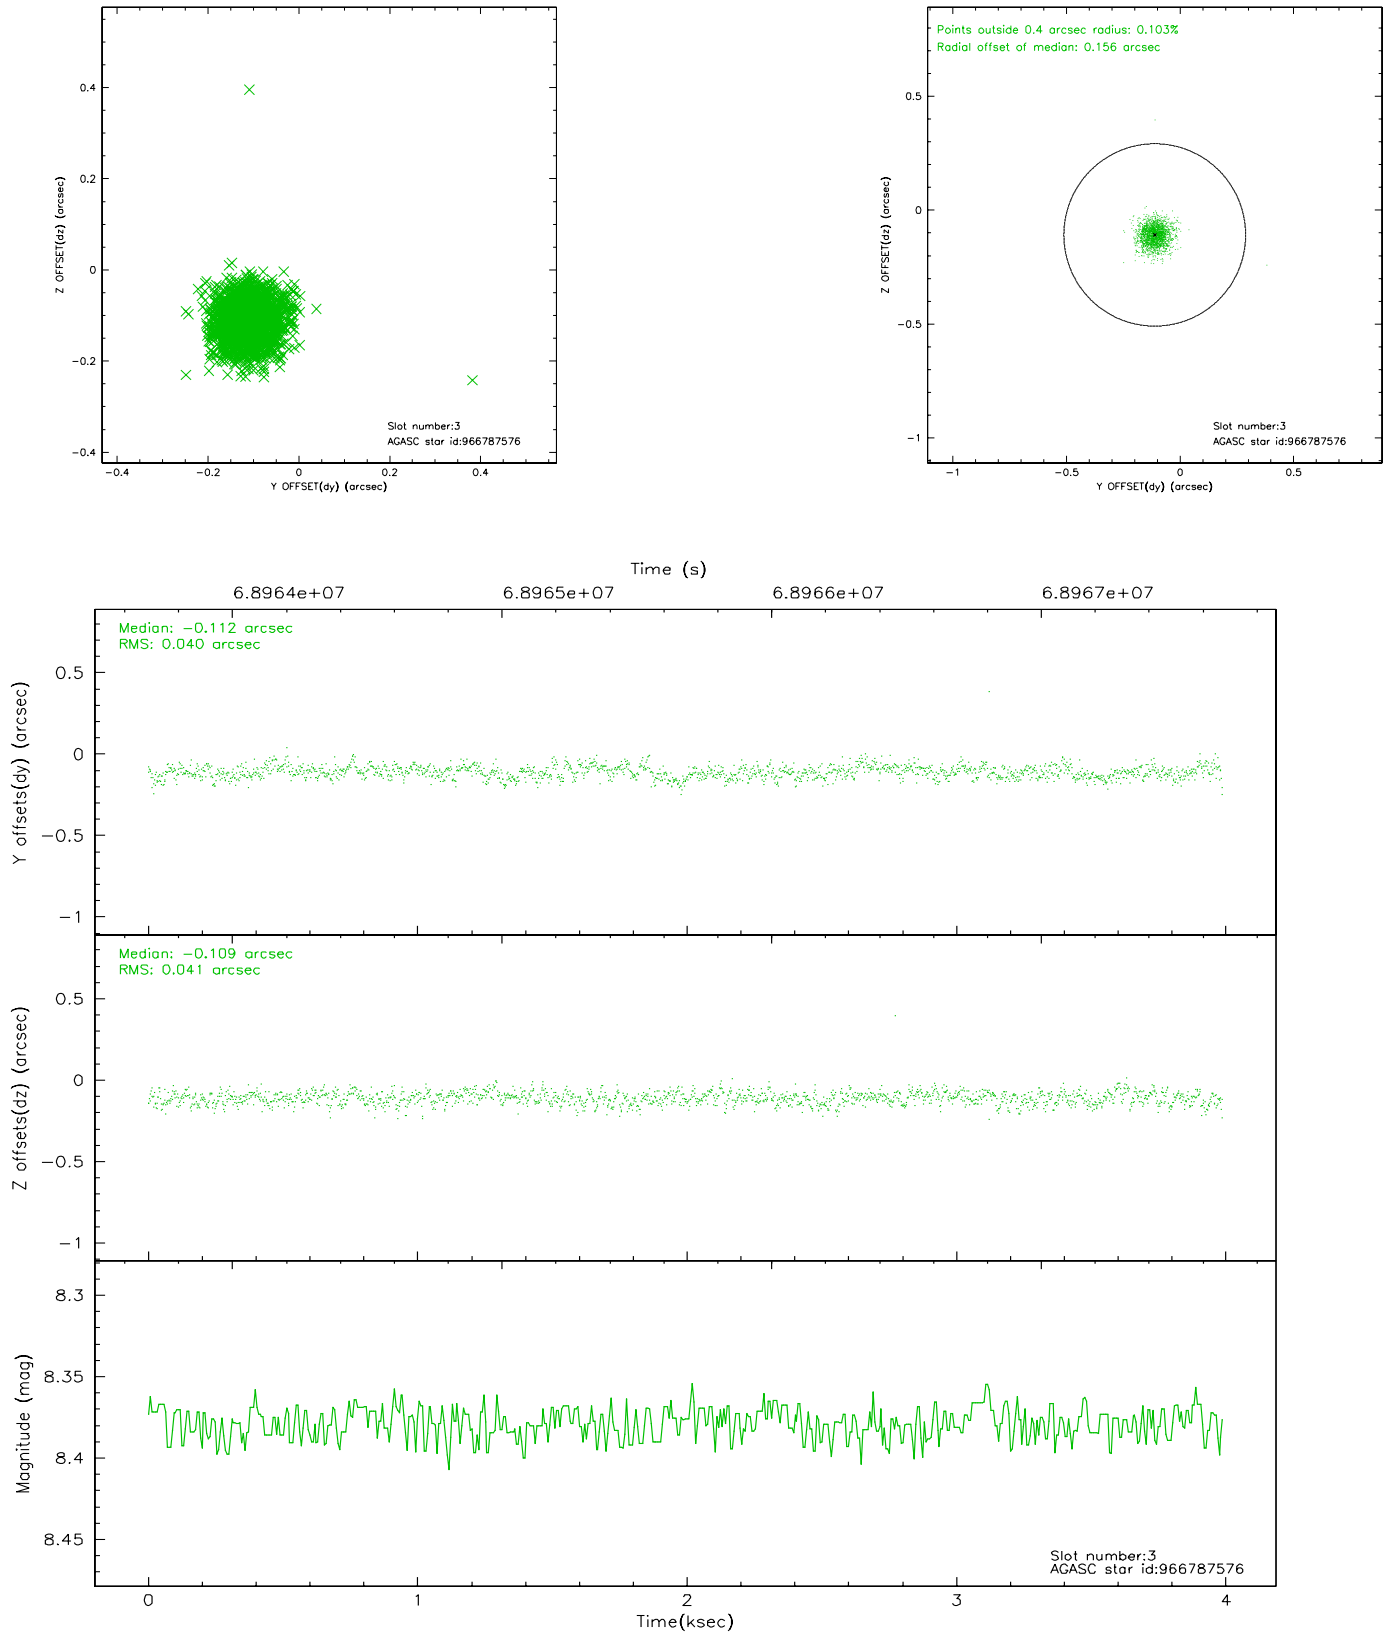 0.4
0.2
0
−0.2
−0.4
Z OFFSET(dz) (arcsec)
Slot number:3
AGASC star id:966787576
−0.4
−0.2
0
0.2
0.4
Y OFFSET(dy) (arcsec)
Points outside 0.4 arcsec radius: 0.103%
Radial offset of median: 0.156 arcsec
0.5
0
−0.5
−1
Z OFFSET(dz) (arcsec)
Slot number:3
AGASC star id:966787576
−1
−0.5
0
0.5
Y OFFSET(dy) (arcsec)
Time (s)
6.8964e+07
6.8965e+07
6.8966e+07
6.8967e+07
Median: −0.112 arcsec
RMS: 0.040 arcsec
0.5
0
−0.5
−1
Y offsets(dy) (arcsec)
Median: −0.109 arcsec
RMS: 0.041 arcsec
0.5
0
−0.5
−1
Z offsets(dz) (arcsec)
8.3
8.35
8.4
8.45
Magnitude (mag)
Slot number:3
AGASC star id:966787576
0
1
2
3
4
Time(ksec)